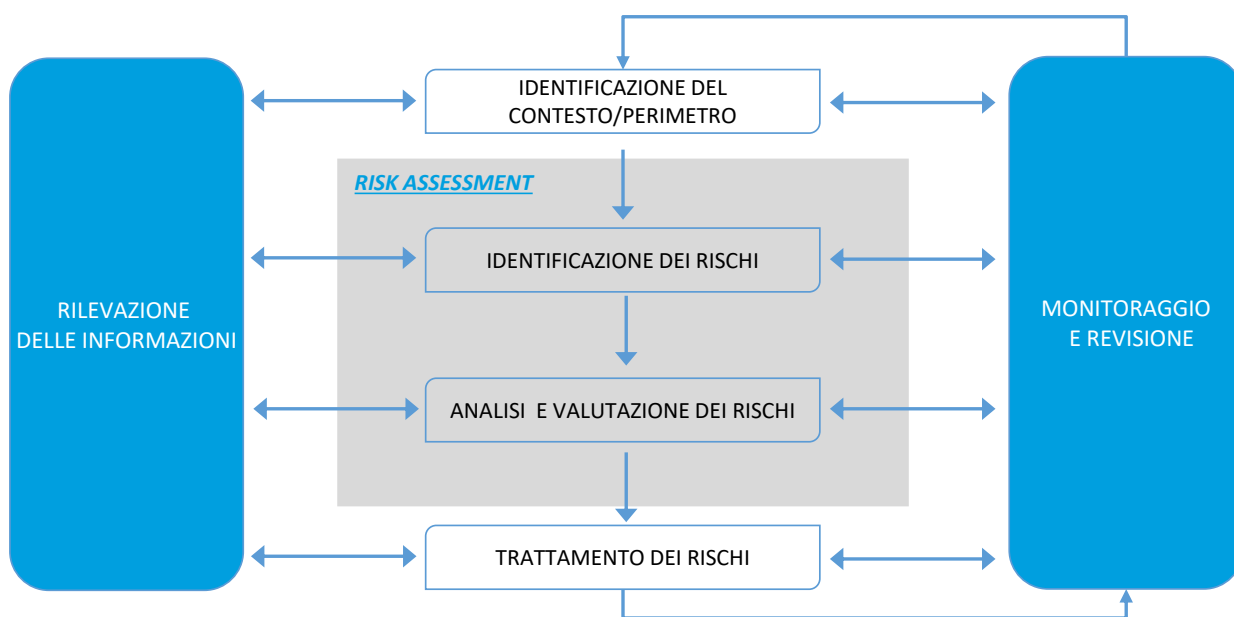 IDENTIFICAZIONE DEL
CONTESTO/PERIMETRO
RISK ASSESSMENT
IDENTIFICAZIONE DEI RISCHI
RILEVAZIONE
DELLE INFORMAZIONI
MONITORAGGIO
E REVISIONE
ANALISI E VALUTAZIONE DEI RISCHI
TRATTAMENTO DEI RISCHI